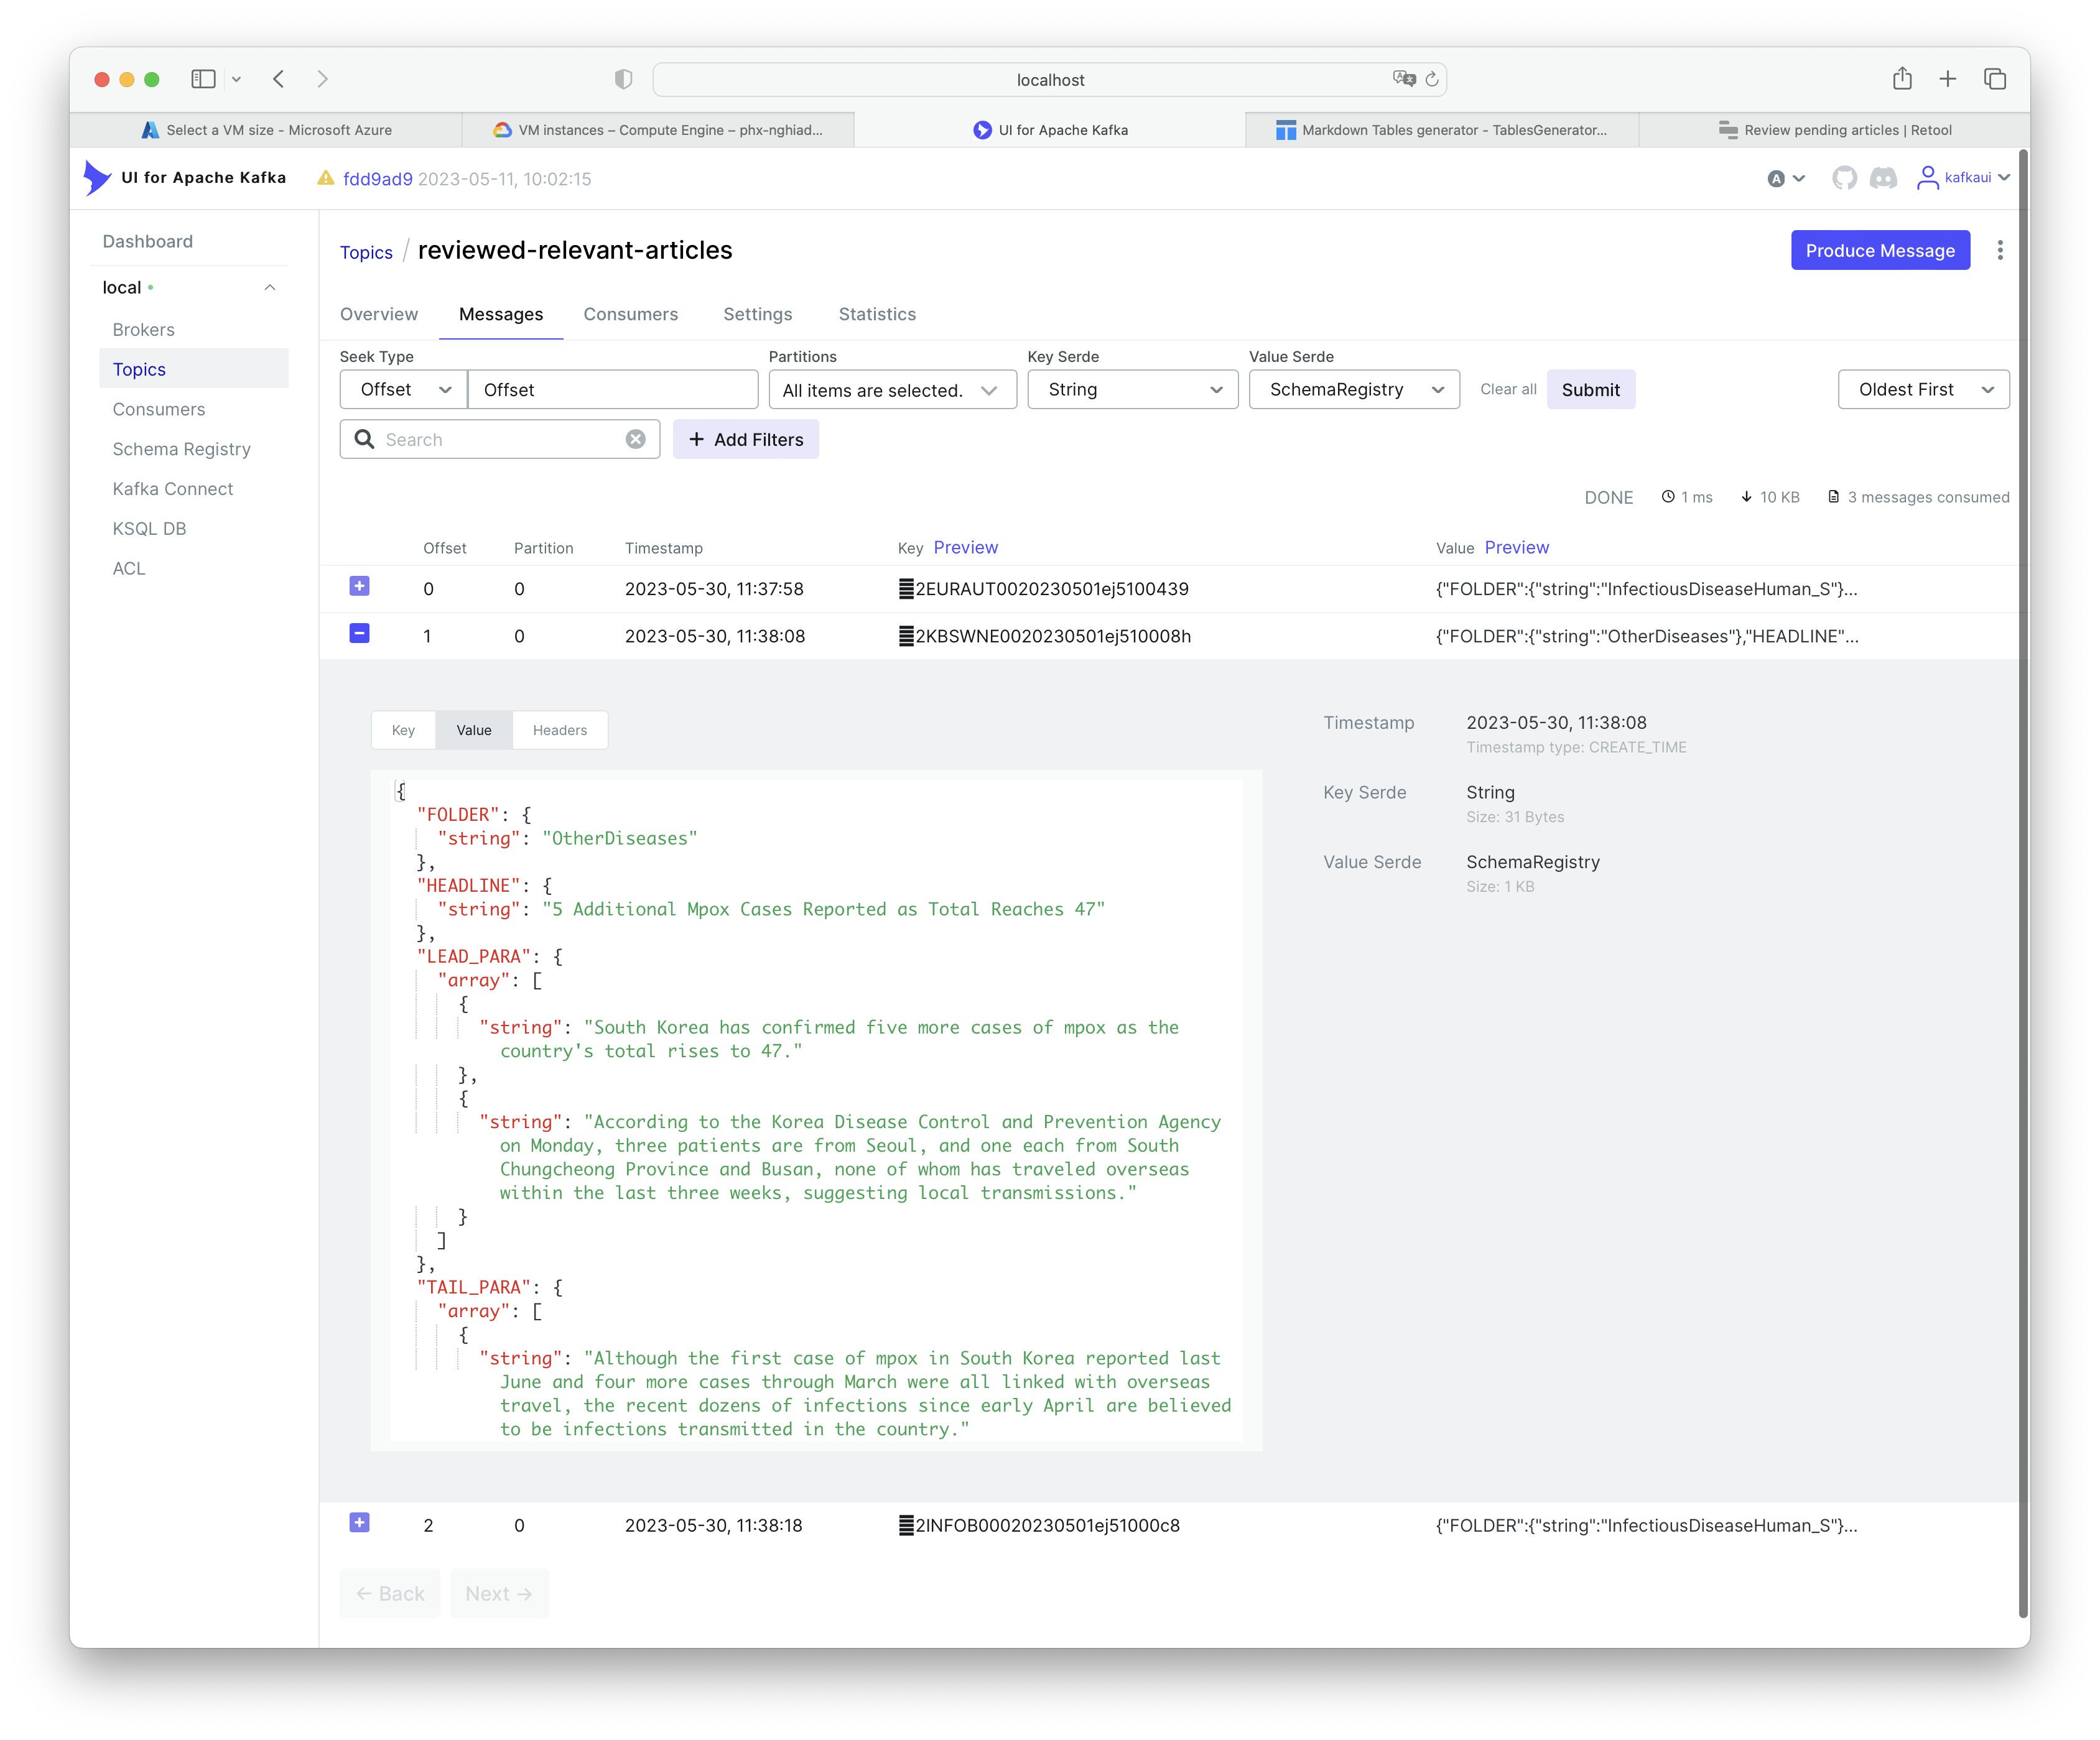 localhost
Select a VM size - Microsoft Azure
VM instances – Compute Engine – phx-nghiad...
UI for Apache Kafka
Markdown Tables generator - TablesGenerator...
Review pending articles | Retool
UI for Apache Kafka
fdd9ad9 2023-05-11, 10:02:15
A
kafkaui
Dashboard
local
Brokers
Topics
Consumers
Schema Registry
Kafka Connect
KSQL DB
ACL
Topics / reviewed-relevant-articles
Produce Message
Overview Messages Consumers Settings Statistics
Seek Type Partitions Key Serde Value Serde
Offset Offset All items are selected. String SchemaRegistry Clear all Submit Oldest First
Search + Add Filters
DONE 1 ms 10 KB 3 messages consumed
Offset Partition Timestamp Key Preview Value Preview
0 0 2023-05-30, 11:37:58 2EURAUT0020230501ej5100439 {"FOLDER":{"string":"InfectiousDiseaseHuman_S"}...
1 0 2023-05-30, 11:38:08 2KBSWNE0020230501ej510008h {"FOLDER":{"string":"OtherDiseases"},"HEADLINE"...
Key Value Headers
{
"FOLDER": {
"string": "OtherDiseases"
},
"HEADLINE": {
"string": "5 Additional Mpox Cases Reported as Total Reaches 47"
},
"LEAD_PARA": {
"array": [
{
"string": "South Korea has confirmed five more cases of mpox as the
country's total rises to 47."
},
{
"string": "According to the Korea Disease Control and Prevention Agency
on Monday, three patients are from Seoul, and one each from South
Chungcheong Province and Busan, none of whom has traveled overseas
within the last three weeks, suggesting local transmissions."
}
]
},
"TAIL_PARA": {
"array": [
{
"string": "Although the first case of mpox in South Korea reported last
June and four more cases through March were all linked with overseas
travel, the recent dozens of infections since early April are believed
to be infections transmitted in the country."
Timestamp 2023-05-30, 11:38:08
Timestamp type: CREATE_TIME
Key Serde String
Size: 31 Bytes
Value Serde SchemaRegistry
Size: 1 KB
2 0 2023-05-30, 11:38:18 2INFOB00020230501ej51000c8 {"FOLDER":{"string":"InfectiousDiseaseHuman_S"}...
← Back Next →